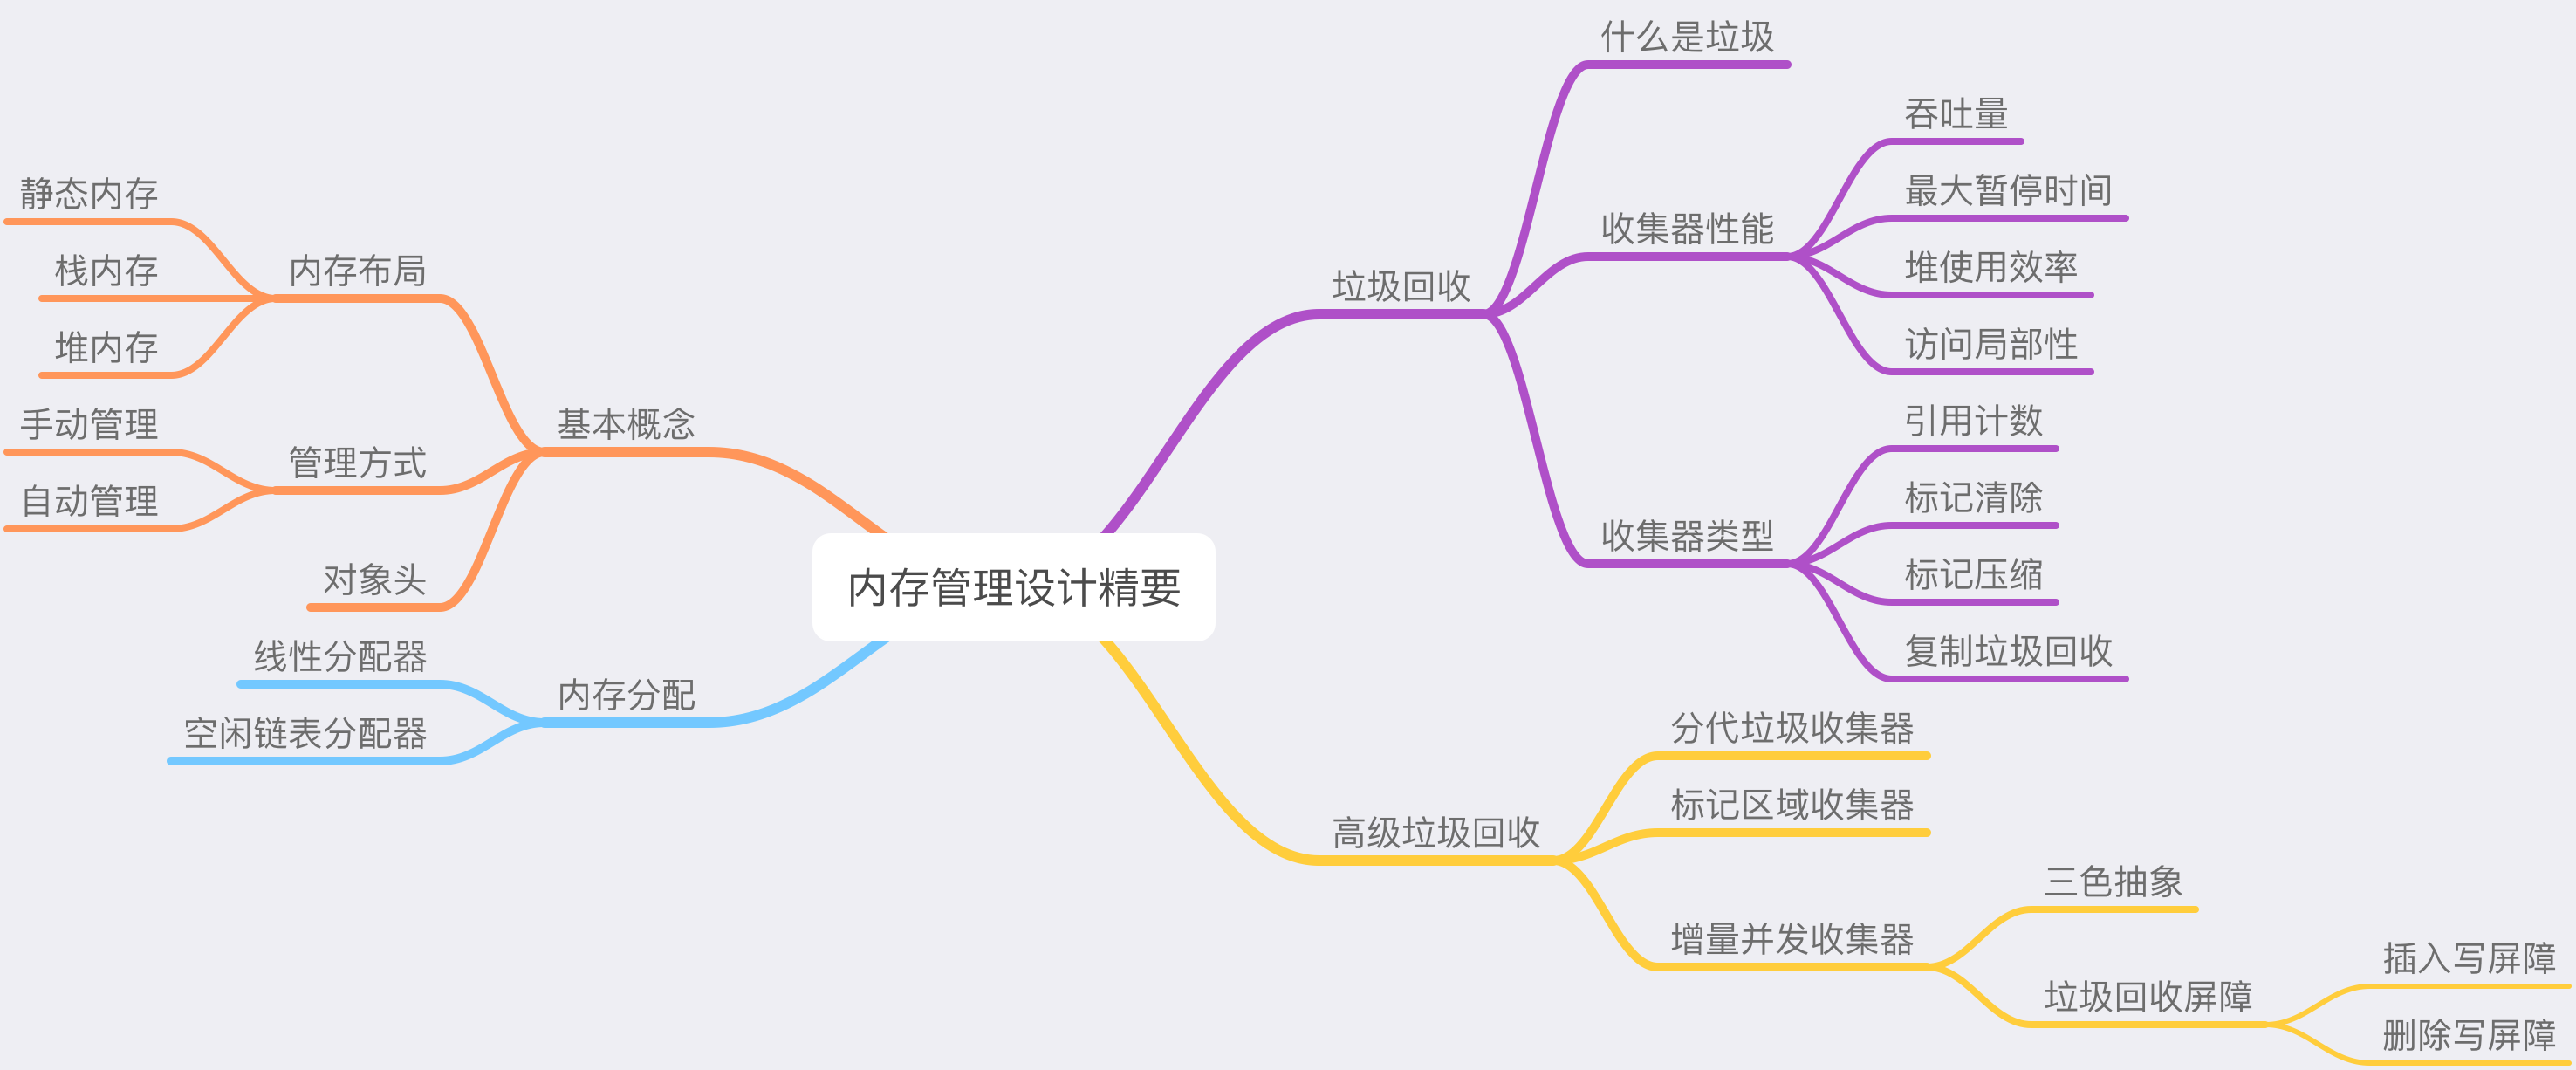 内存管理设计精要
基本概念
内存布局
静态内存
栈内存
堆内存
管理方式
手动管理
自动管理
对象头
内存分配
线性分配器
空闲链表分配器
垃圾回收
什么是垃圾
收集器性能
吞吐量
最大暂停时间
堆使用效率
访问局部性
收集器类型
引用计数
标记清除
标记压缩
复制垃圾回收
高级垃圾回收
分代垃圾收集器
标记区域收集器
增量并发收集器
三色抽象
垃圾回收屏障
插入写屏障
删除写屏障